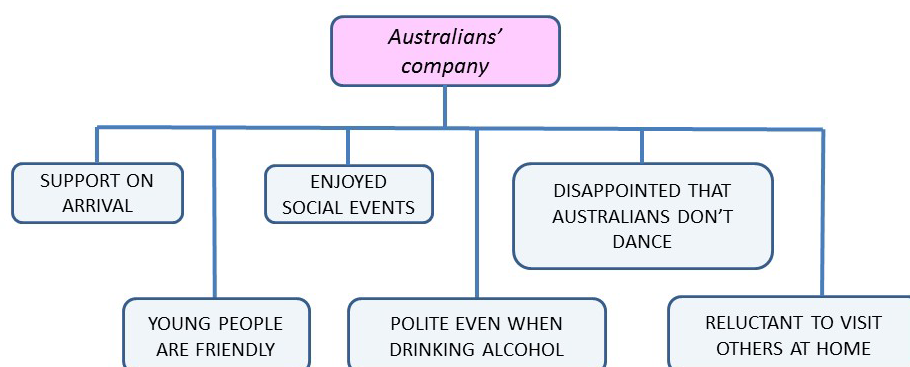 Australians’
company
SUPPORT ON
ARRIVAL
ENJOYED
SOCIAL EVENTS
DISAPPOINTED THAT
AUSTRALIANS DON’T
DANCE
YOUNG PEOPLE
ARE FRIENDLY
POLITE EVEN WHEN
DRINKING ALCOHOL
RELUCTANT TO VISIT
OTHERS AT HOME